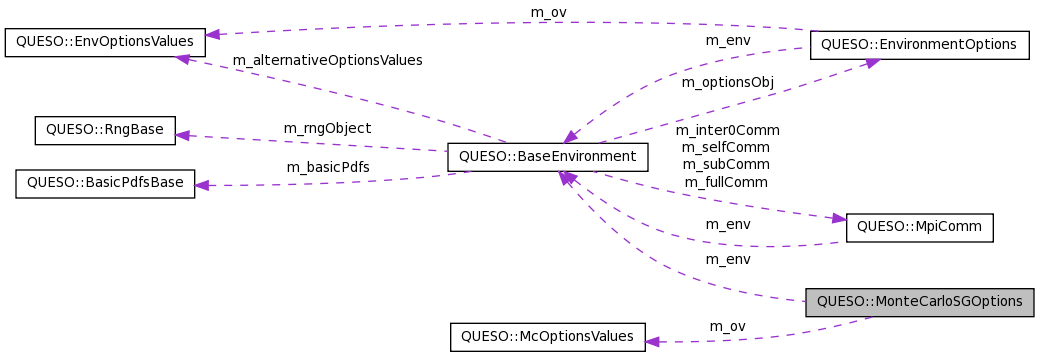 m_ov
QUESO::EnvOptionsValues
m_env
QUESO::EnvironmentOptions
m_alternativeOptionsValues
m_optionsObj
QUESO::RngBase
m_rngObject
m_inter0Comm
m_selfComm
m_subComm
m_fullComm
QUESO::BaseEnvironment
m_basicPdfs
QUESO::BasicPdfsBase
m_env
QUESO::MpiComm
m_env
QUESO::MonteCarloSGOptions
m_ov
QUESO::McOptionsValues